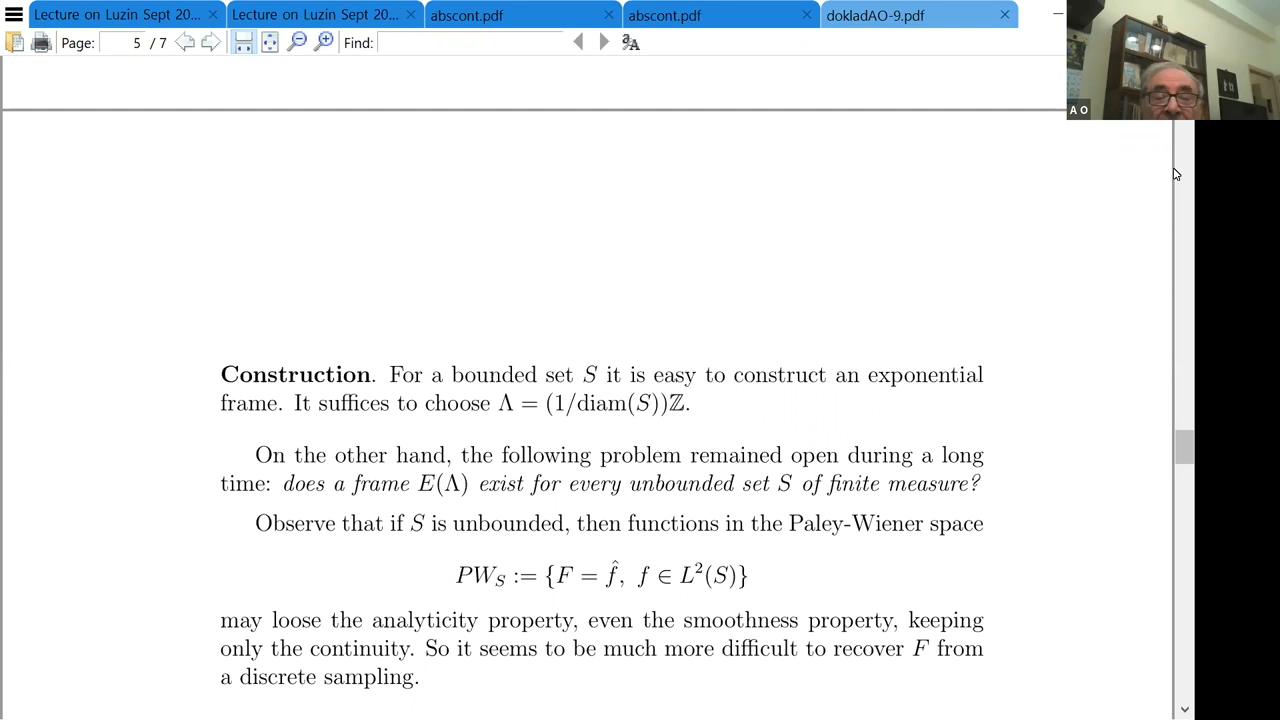 Lecture on Luzin Sept 20...
Lecture on Luzin Sept 20...
abscont.pdf
abscont.pdf
dokladAO-9.pdf
Page: 5 / 7 Find:
A O
Construction. For a bounded set S it is easy to construct an exponential
frame. It suffices to choose Λ = (1/diam(S))ℤ.
On the other hand, the following problem remained open during a long
time: does a frame E(Λ) exist for every unbounded set S of finite measure?
Observe that if S is unbounded, then functions in the Paley-Wiener space
PW_S := {F = f̂, f ∈ L²(S)}
may loose the analyticity property, even the smoothness property, keeping
only the continuity. So it seems to be much more difficult to recover F from
a discrete sampling.